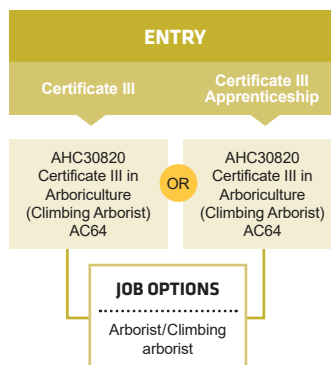 ENTRY
Certificate III
Certificate III
Apprenticeship
AHC30820
Certificate III in
Arboriculture
(Climbing Arborist)
AC64
OR
AHC30820
Certificate III in
Arboriculture
(Climbing Arborist)
AC64
JOB OPTIONS
Arborist/Climbing
arborist